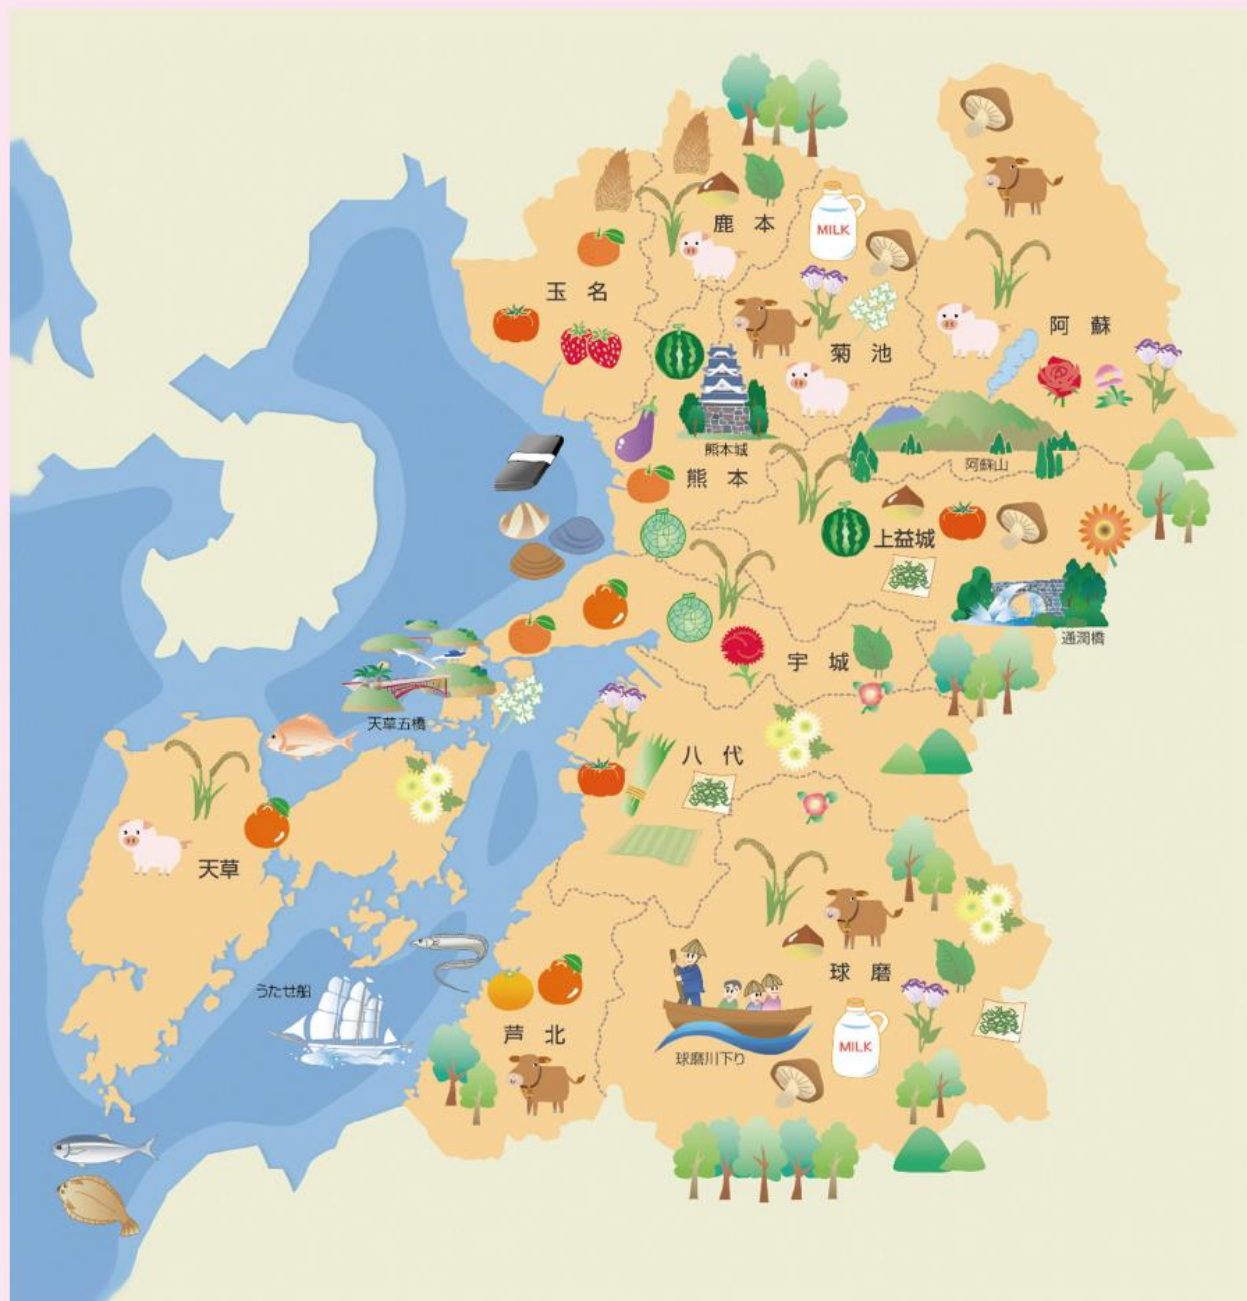 鹿本
MILK
玉名
阿蘇
菊池
熊本城
阿蘇山
熊本
上益城
通潤橋
宇城
天草五橋
八代
天草
球磨
うたせ船
芦北
MILK
球磨川下り